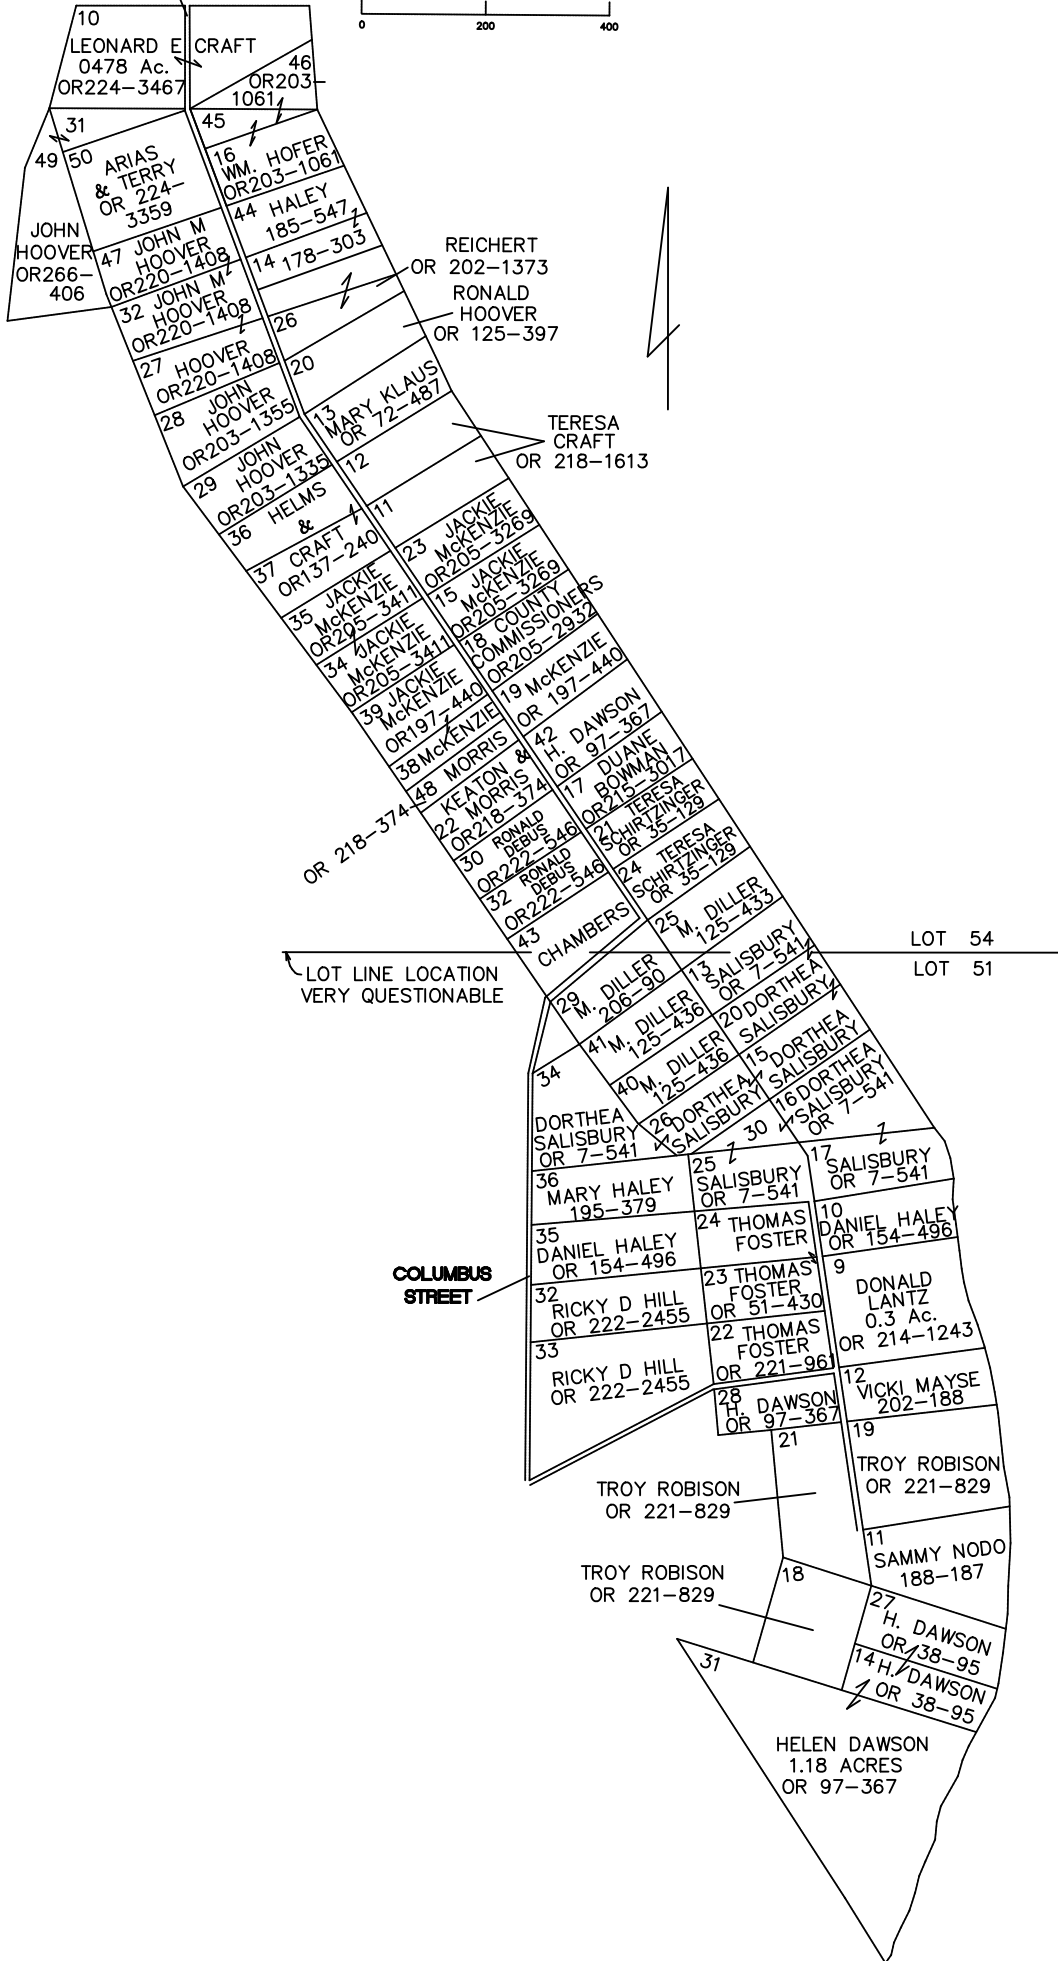 0 200 400
10
LEONARD E CRAFT
0478 Ac.
OR224-3467
46
OR203-
1061
31
45
49
50
ARIAS
& TERRY
OR 224-
3359
16
WM. HOFER
OR203-1061
44 HALEY
185-547
JOHN
HOOVER
OR266-
406
47 JOHN M
HOOVER
OR220-1408
14 178-303
REICHERT
OR 202-1373
32 JOHN M
HOOVER
OR220-1408
26
RONALD
HOOVER
OR 125-397
27 HOOVER
OR220-1408
20
28 JOHN
HOOVER
OR203-1355
13
MARY KLAUS
OR 72-487
29 JOHN
HOOVER
OR203-1335
12
TERESA
CRAFT
OR 218-1613
36 HELMS
&
37 CRAFT
OR137-240
11
23 JACKIE
McKENZIE
OR205-3269
35 JACKIE
McKENZIE
OR205-3411
15 JACKIE
McKENZIE
OR205-3269
34 JACKIE
McKENZIE
OR205-3411
18 COUNTY
COMMISSIONERS
OR205-2932
39 JACKIE
McKENZIE
OR197-440
19 McKENZIE
OR 197-440
38 McKENZIE
42
H. DAWSON
OR 97-367
48 MORRIS
OR 218-374
KEATON &
22 MORRIS
OR218-374
17 DUANE
BOWMAN
OR215-3017
30 RONALD
DEBUS
OR222-546
21 TERESA
SCHIRTZINGER
OR 35-129
32 RONALD
DEBUS
OR222-546
24 TERESA
SCHIRTZINGER
OR 35-129
43 CHAMBERS
25
M. DILLER
125-433
LOT 54
LOT 51
LOT LINE LOCATION
VERY QUESTIONABLE
29
M. DILLER
206-90
13
SALISBURY
OR 7-541
41
M. DILLER
125-436
20 DORTHEA
SALISBURY
40
M. DILLER
125-436
15 DORTHEA
SALISBURY
34
26
DORTHEA
SALISBURY
16 DORTHEA
SALISBURY
OR 7-541
DORTHEA
SALISBURY
OR 7-541
30
25
SALISBURY
OR 7-541
17
SALISBURY
OR 7-541
36
MARY HALEY
195-379
24 THOMAS
FOSTER
10
DANIEL HALEY
OR 154-496
35
DANIEL HALEY
OR 154-496
23 THOMAS
FOSTER
OR 51-430
9
DONALD
LANTZ
0.3 Ac.
OR 214-1243
COLUMBUS
STREET
32
RICKY D HILL
OR 222-2455
22 THOMAS
FOSTER
OR 221-961
33
RICKY D HILL
OR 222-2455
12
VICKI MAYSE
202-188
28
H. DAWSON
OR 97-367
19
TROY ROBISON
OR 221-829
21
TROY ROBISON
OR 221-829
11
SAMMY NODO
188-187
18
TROY ROBISON
OR 221-829
27
H. DAWSON
OR 38-95
14 H. DAWSON
OR 38-95
31
HELEN DAWSON
1.18 ACRES
OR 97-367